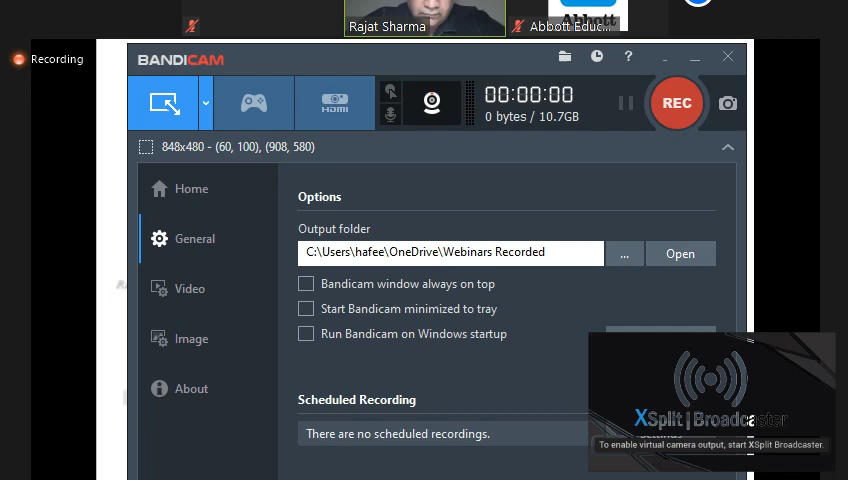 Abbott
Rajat Sharma
Abbott Educ...
Recording
BANDICAM
?
HDMI
00:00:00
0 bytes / 10.7GB
REC
848x480 - (60, 100), (908, 580)
Home
General
Video
Image
About
Options
Output folder
C:\Users\hafee\OneDrive\Webinars Recorded
...
Open
Bandicam window always on top
Start Bandicam minimized to tray
Run Bandicam on Windows startup
Scheduled Recording
There are no scheduled recordings.
XSplit|Broadcaster
To enable virtual camera output, start XSplit Broadcaster.